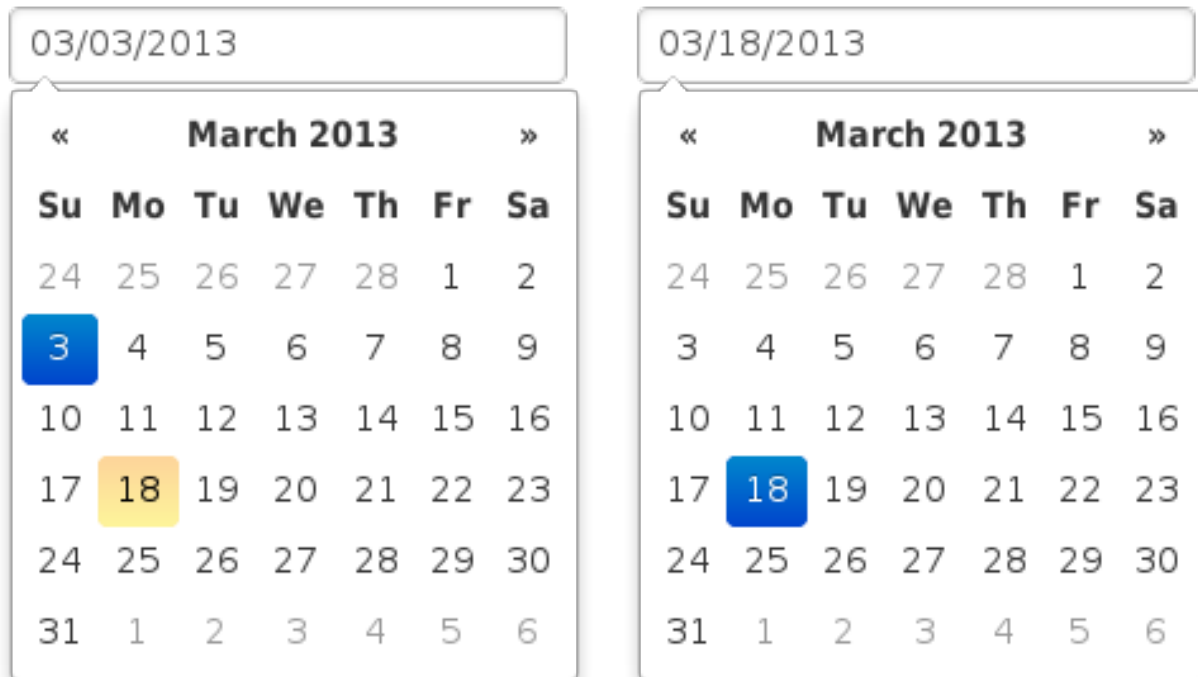 03/03/2013
« March 2013 »
Su Mo Tu We Th Fr Sa
24 25 26 27 28 1 2
3 4 5 6 7 8 9
10 11 12 13 14 15 16
17 18 19 20 21 22 23
24 25 26 27 28 29 30
31 1 2 3 4 5 6
03/18/2013
« March 2013 »
Su Mo Tu We Th Fr Sa
24 25 26 27 28 1 2
3 4 5 6 7 8 9
10 11 12 13 14 15 16
17 18 19 20 21 22 23
24 25 26 27 28 29 30
31 1 2 3 4 5 6